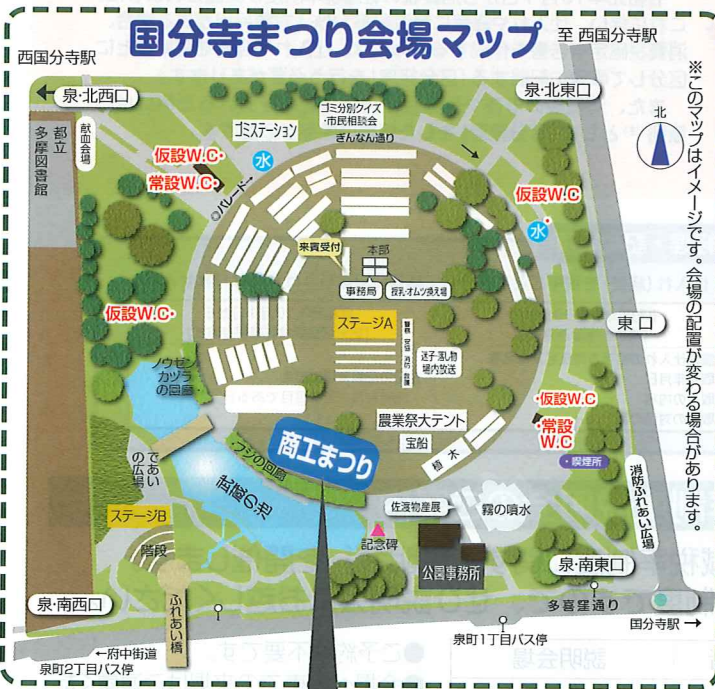 国分寺まつり会場マップ
西国分寺駅
至 西国分寺駅
泉・北西口
泉・北東口
ゴミ分別クイズ
・市民相談会
ゴミステーション
ぎんなん通り
献血会場
都立
多摩図書館
仮設W.C・
常設W.C・
◎パレード→
水
北
※このマップはイメージです。会場の配置が変わる場合があります。
仮設W.C
水
来賓受付
本部
事務局
授乳・オムツ換え場
仮設W.C・
ステージA
迷子・落し物
場内放送
東口
ノウゼン
カヅラ
の回廊
・仮設W.C
・常設
W.C
農業祭大テント
宝船
植木
・喫煙所
商工まつり
・フジの回廊
であい
の広場
武蔵の池
ステージB
階段
記念碑
佐渡物産展
霧の噴水
公園事務所
消防ふれあい広場
泉・南東口
泉・南西口
ふれあい橋
多喜窪通り
国分寺駅→
←府中街道
泉町2丁目バス停
泉町1丁目バス停